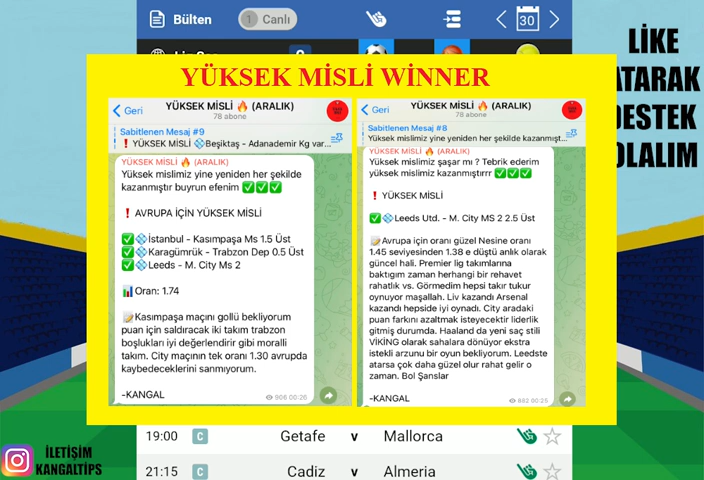 Bülten
1 Canlı
30
LİKE
ATARAK
DESTEK
OLALIM
YÜKSEK MİSLİ WİNNER
Geri
YÜKSEK MİSLİ 🔥 (ARALIK)
78 abone
Sabitlenen Mesaj #9
❗ YÜKSEK MİSLİ 💠Beşiktaş - Adanademir Kg var...
YÜKSEK MİSLİ 🔥 (ARALIK)
Yüksek mislimiz yine yeniden her şekilde
kazanmıştır buyrun efenim ✅✅✅
❗ AVRUPA İÇİN YÜKSEK MİSLİ
✅💠İstanbul - Kasımpaşa Ms 1.5 Üst
✅💠Karagümrük - Trabzon Dep 0.5 Üst
✅💠Leeds - M. City Ms 2
📊Oran: 1.74
📝Kasımpaşa maçını gollü bekliyorum
puan için saldıracak iki takım trabzon
boşlukları iyi değerlendirir gibi moralli
takım. City maçının tek oranı 1.30 avrupda
kaybedeceklerini sanmıyorum.
-KANGAL
906 00:26
Geri
YÜKSEK MİSLİ 🔥 (ARALIK)
78 abone
Sabitlenen Mesaj #8
Yüksek mislimiz yine yeniden her şekilde kazanmışt...
YÜKSEK MİSLİ 🔥 (ARALIK)
Yüksek mislimiz şaşar mı ? Tebrik ederim
yüksek mislimiz kazanmıştırrr ✅✅✅
❗ YÜKSEK MİSLİ
✅💠Leeds Utd. - M. City MS 2 2.5 Üst
📝Avrupa için oranı güzel Nesine oranı
1.45 seviyesinden 1.38 e düştü anlık olarak
güncel hali. Premier lig takımlarına
baktıgım zaman herhangi bir rehavet
rahatlık vs. Görmedim hepsi takır tukur
oynuyor maşallah. Liv kazandı Arsenal
kazandı hepside iyi oynadı. City aradaki
puan farkını azaltmak isteyecektir liderlik
gitmiş durumda. Haaland da yeni saç stili
VİKİNG olarak sahalara dönüyor ekstra
istekli arzunu bir oyun bekliyorum. Leedste
atarsa çok daha güzel olur rahat gelir o
zaman. Bol Şanslar
-KANGAL
882 00:25
19:00 C Getafe v Mallorca
21:15 C Cadiz v Almeria
İLETİŞİM
KANGALTİPS